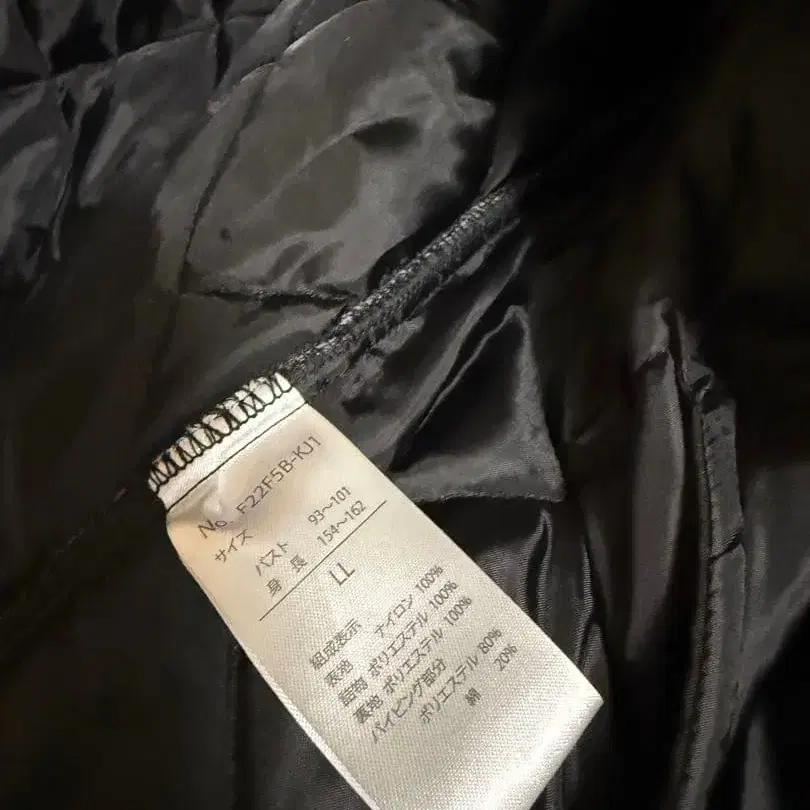 No. F22F5B-KJ1
サイズ
バスト 93～101
身長 154～162
LL
組成表示
表地 ナイロン 100%
詰物 ポリエステル 100%
裏地 ポリエステル 100%
パイピング部分
ポリエステル 80%
綿 20%